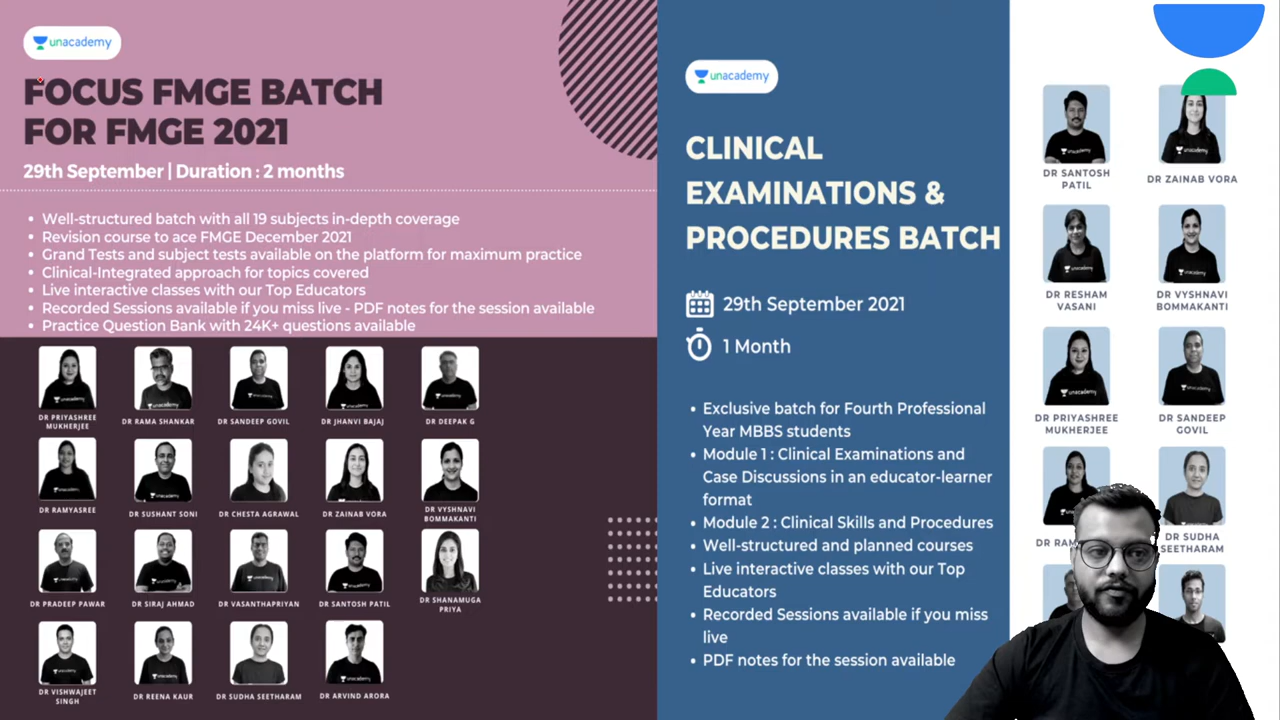 unacademy
FOCUS FMGE BATCH
FOR FMGE 2021
29th September | Duration : 2 months
• Well-structured batch with all 19 subjects in-depth coverage
• Revision course to ace FMGE December 2021
• Grand Tests and subject tests available on the platform for maximum practice
• Clinical-Integrated approach for topics covered
• Live interactive classes with our Top Educators
• Recorded Sessions available if you miss live - PDF notes for the session available
• Practice Question Bank with 24K+ questions available
DR PRIYASHREE
MUKHERJEE
DR RAMA SHANKAR
DR SANDEEP GOVIL
DR JHANVI BAJAJ
DR DEEPAK G
DR RAMYASREE
DR SUSHANT SONI
DR CHESTA AGRAWAL
DR ZAINAB VORA
DR VYSHNAVI
BOMMAKANTI
DR PRADEEP PAWAR
DR SIRAJ AHMAD
DR VASANTHAPRIYAN
DR SANTOSH PATIL
DR SHANAMUGA
PRIYA
DR VISHWAJEET
SINGH
DR REENA KAUR
DR SUDHA SEETHARAM
DR ARVIND ARORA
unacademy
CLINICAL
EXAMINATIONS &
PROCEDURES BATCH
29th September 2021
1 Month
• Exclusive batch for Fourth Professional
Year MBBS students
• Module 1 : Clinical Examinations and
Case Discussions in an educator-learner
format
• Module 2 : Clinical Skills and Procedures
• Well-structured and planned courses
• Live interactive classes with our Top
Educators
• Recorded Sessions available if you miss
live
• PDF notes for the session available
DR SANTOSH
PATIL
DR ZAINAB VORA
DR RESHAM
VASANI
DR VYSHNAVI
BOMMAKANTI
DR PRIYASHREE
MUKHERJEE
DR SANDEEP
GOVIL
DR
DR SUDHA
SEETHARAM